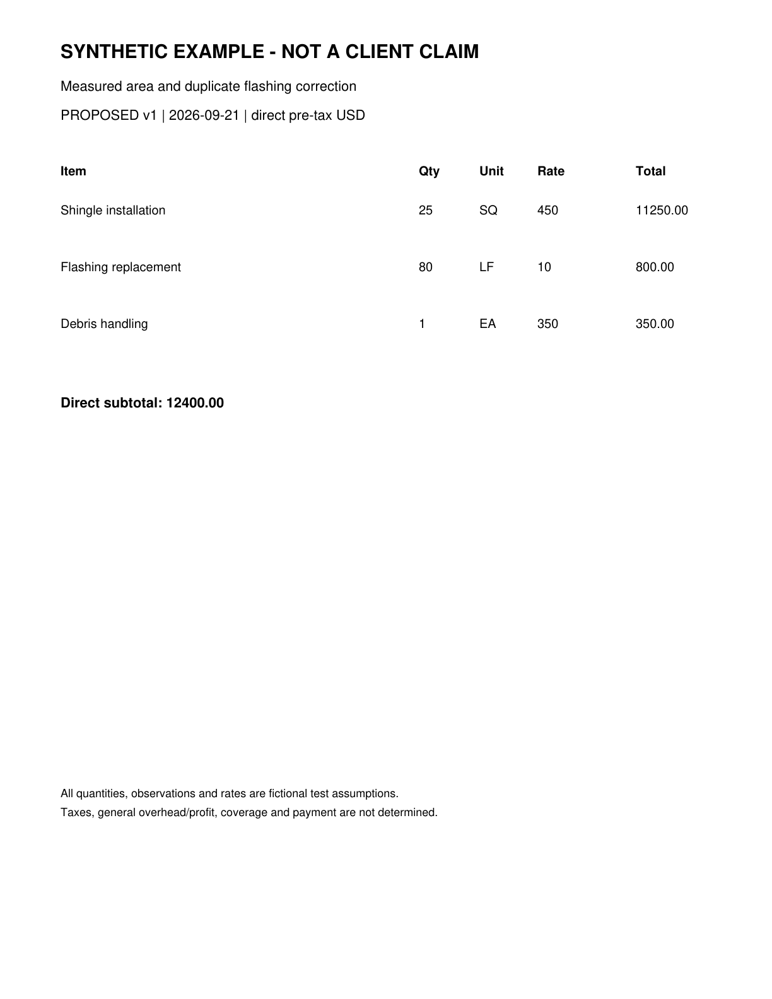 SYNTHETIC EXAMPLE - NOT A CLIENT CLAIM
Measured area and duplicate flashing correction
PROPOSED v1 | 2026-09-21 | direct pre-tax USD
Item Qty Unit Rate Total
Shingle installation 25 SQ 450 11250.00
Flashing replacement 80 LF 10 800.00
Debris handling 1 EA 350 350.00
Direct subtotal: 12400.00
All quantities, observations and rates are fictional test assumptions.
Taxes, general overhead/profit, coverage and payment are not determined.